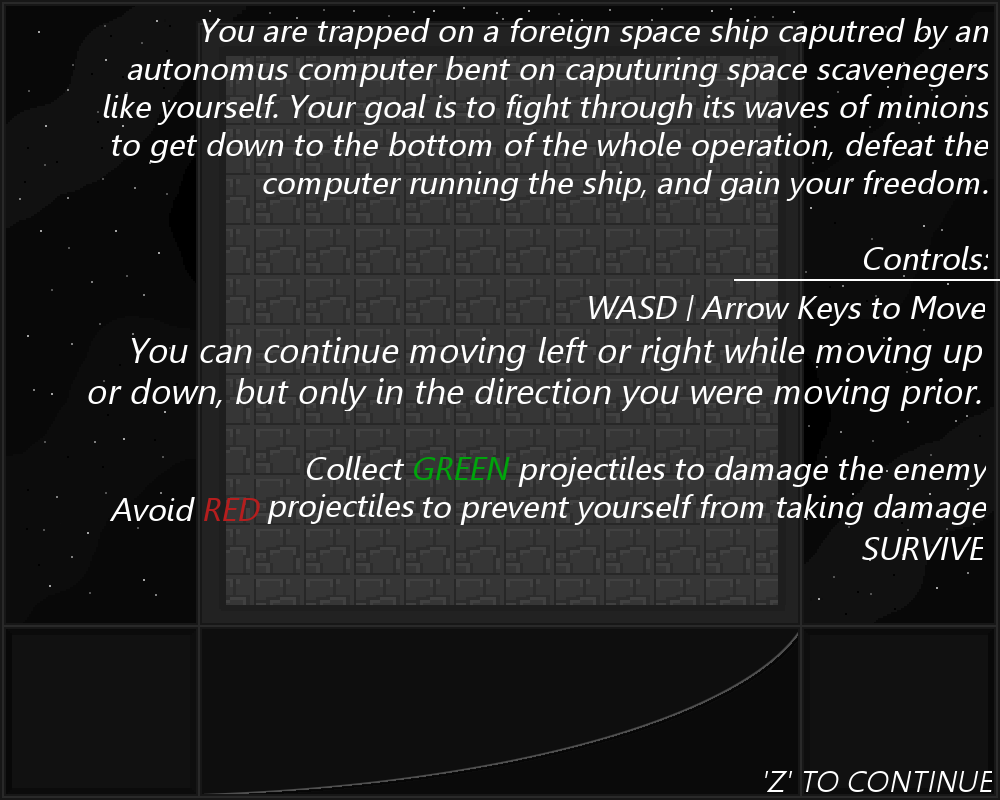 You are trapped on a foreign space ship caputred by an
autonomus computer bent on caputuring space scavenegers
like yourself. Your goal is to fight through its waves of minions
to get down to the bottom of the whole operation, defeat the
computer running the ship, and gain your freedom.
Controls:
WASD | Arrow Keys to Move
You can continue moving left or right while moving up
or down, but only in the direction you were moving prior.
Collect GREEN projectiles to damage the enemy
Avoid RED projectiles to prevent yourself from taking damage
SURVIVE
'Z' TO CONTINUE